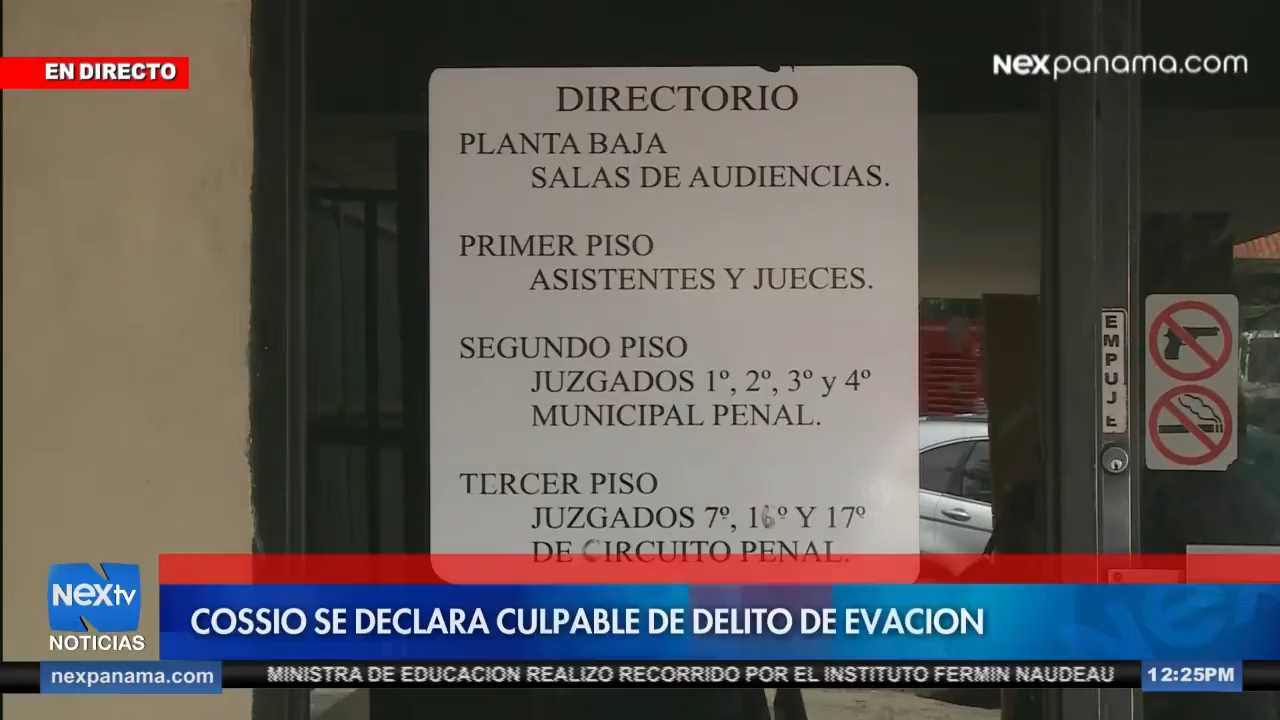 EN DIRECTO
NEXpanama.com
DIRECTORIO
PLANTA BAJA
SALAS DE AUDIENCIAS.
PRIMER PISO
ASISTENTES Y JUECES.
SEGUNDO PISO
JUZGADOS 1º, 2º, 3º y 4º
MUNICIPAL PENAL.
TERCER PISO
JUZGADOS 7º, 16º Y 17º
DE CIRCUITO PENAL.
EMPUJE
NEXtv
NOTICIAS
COSSIO SE DECLARA CULPABLE DE DELITO DE EVACION
nexpanama.com
MINISTRA DE EDUCACION REALIZO RECORRIDO POR EL INSTITUTO FERMIN NAUDEAU
12:25PM